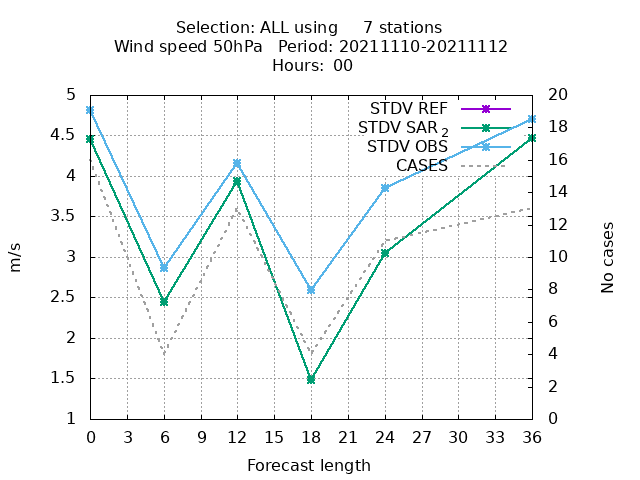 Selection: ALL using 7 stations
Wind speed 50hPa Period: 20211110-20211112
Hours: 00
STDV REF
STDV SAR 2
STDV OBS
CASES
5
4.5
4
3.5
3
2.5
2
1.5
1
m/s
20
18
16
14
12
10
8
6
4
2
0
No cases
0 3 6 9 12 15 18 21 24 27 30 33 36
Forecast length